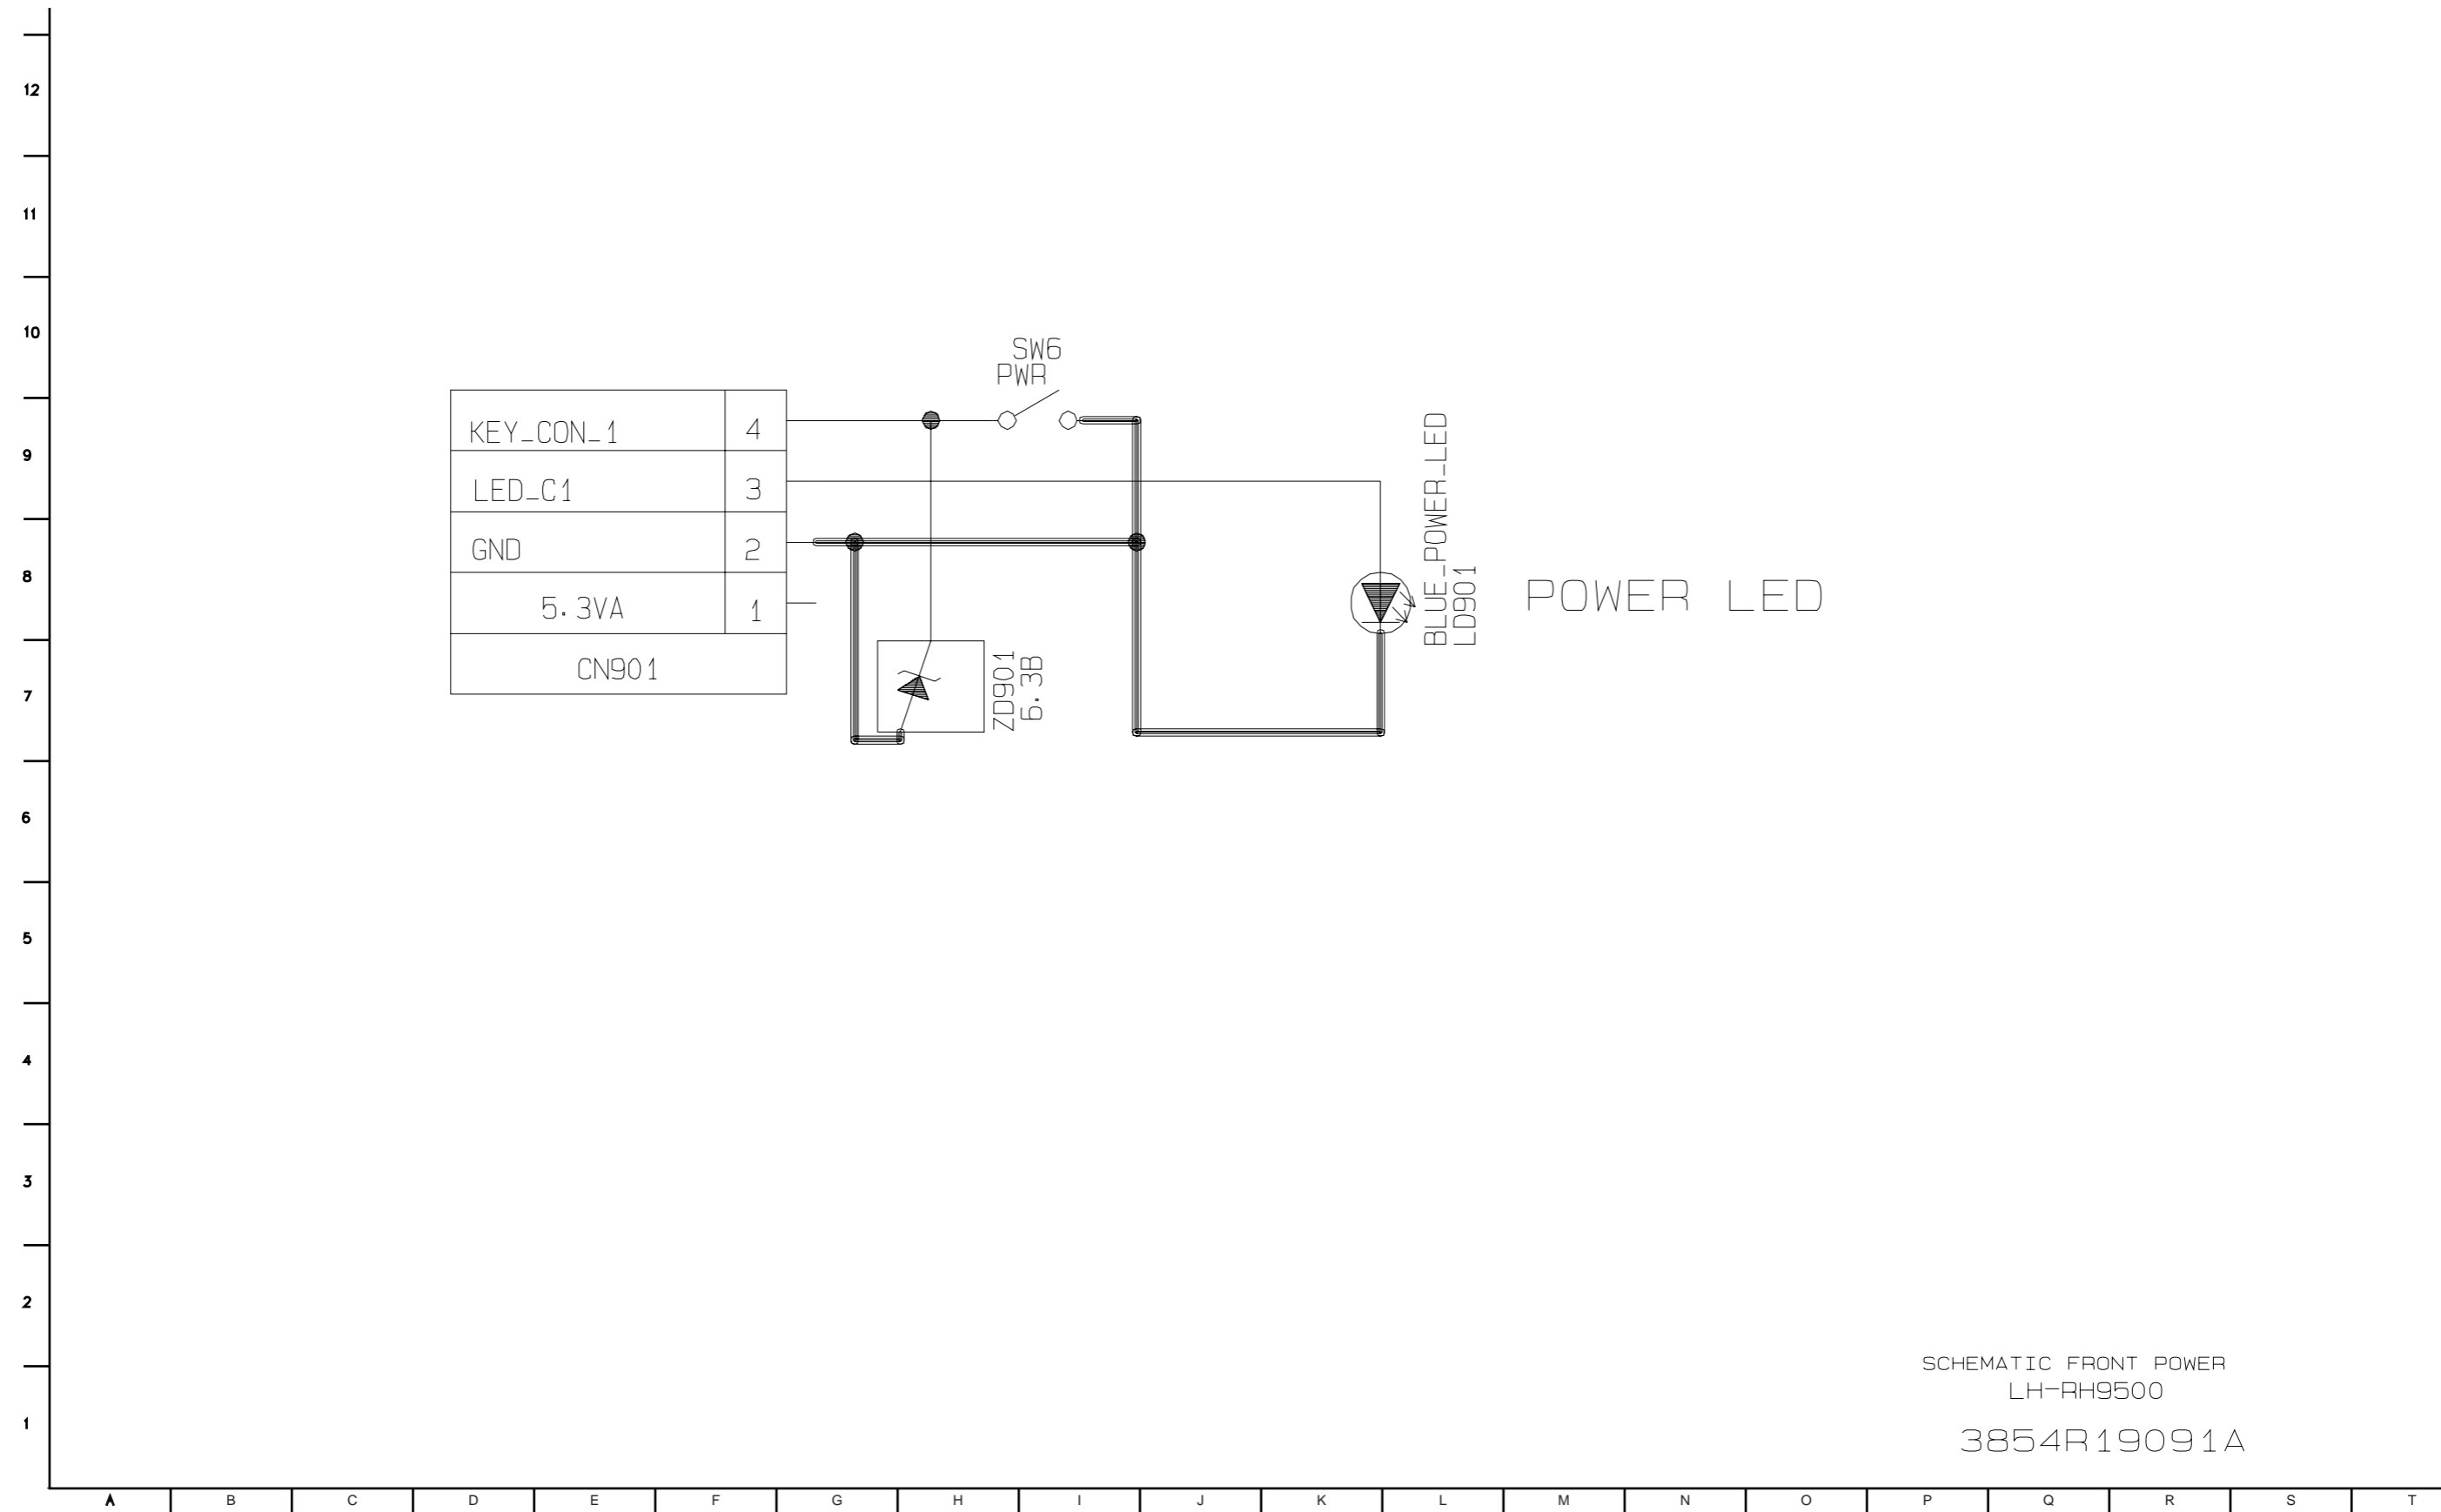 12
11
10
9
8
7
6
5
4
3
2
1
SW6
PWR
KEY_CON_1 4
LED_C1 3
GND 2
5.3VA 1
CN901
ZD901
6.3B
BLUE_POWER_LED
LD901
POWER LED
SCHEMATIC FRONT POWER
LH-RH9500
3854R19091A
A B C D E F G H I J K L M N O P Q R S T